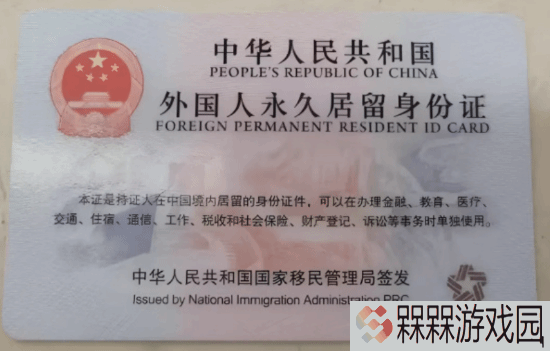 中华人民共和国
PEOPLE'S REPUBLIC OF CHINA
外国人永久居留身份证
FOREIGN PERMANENT RESIDENT ID CARD
本证是持证人在中国境内居留的身份证件，可以在办理金融、教育、医疗、
交通、住宿、通信、工作、税收和社会保险、财产登记、诉讼等事务时单独使用。
中华人民共和国国家移民管理局签发
Issued by National Immigration Administration PRC
槑槑游戏园